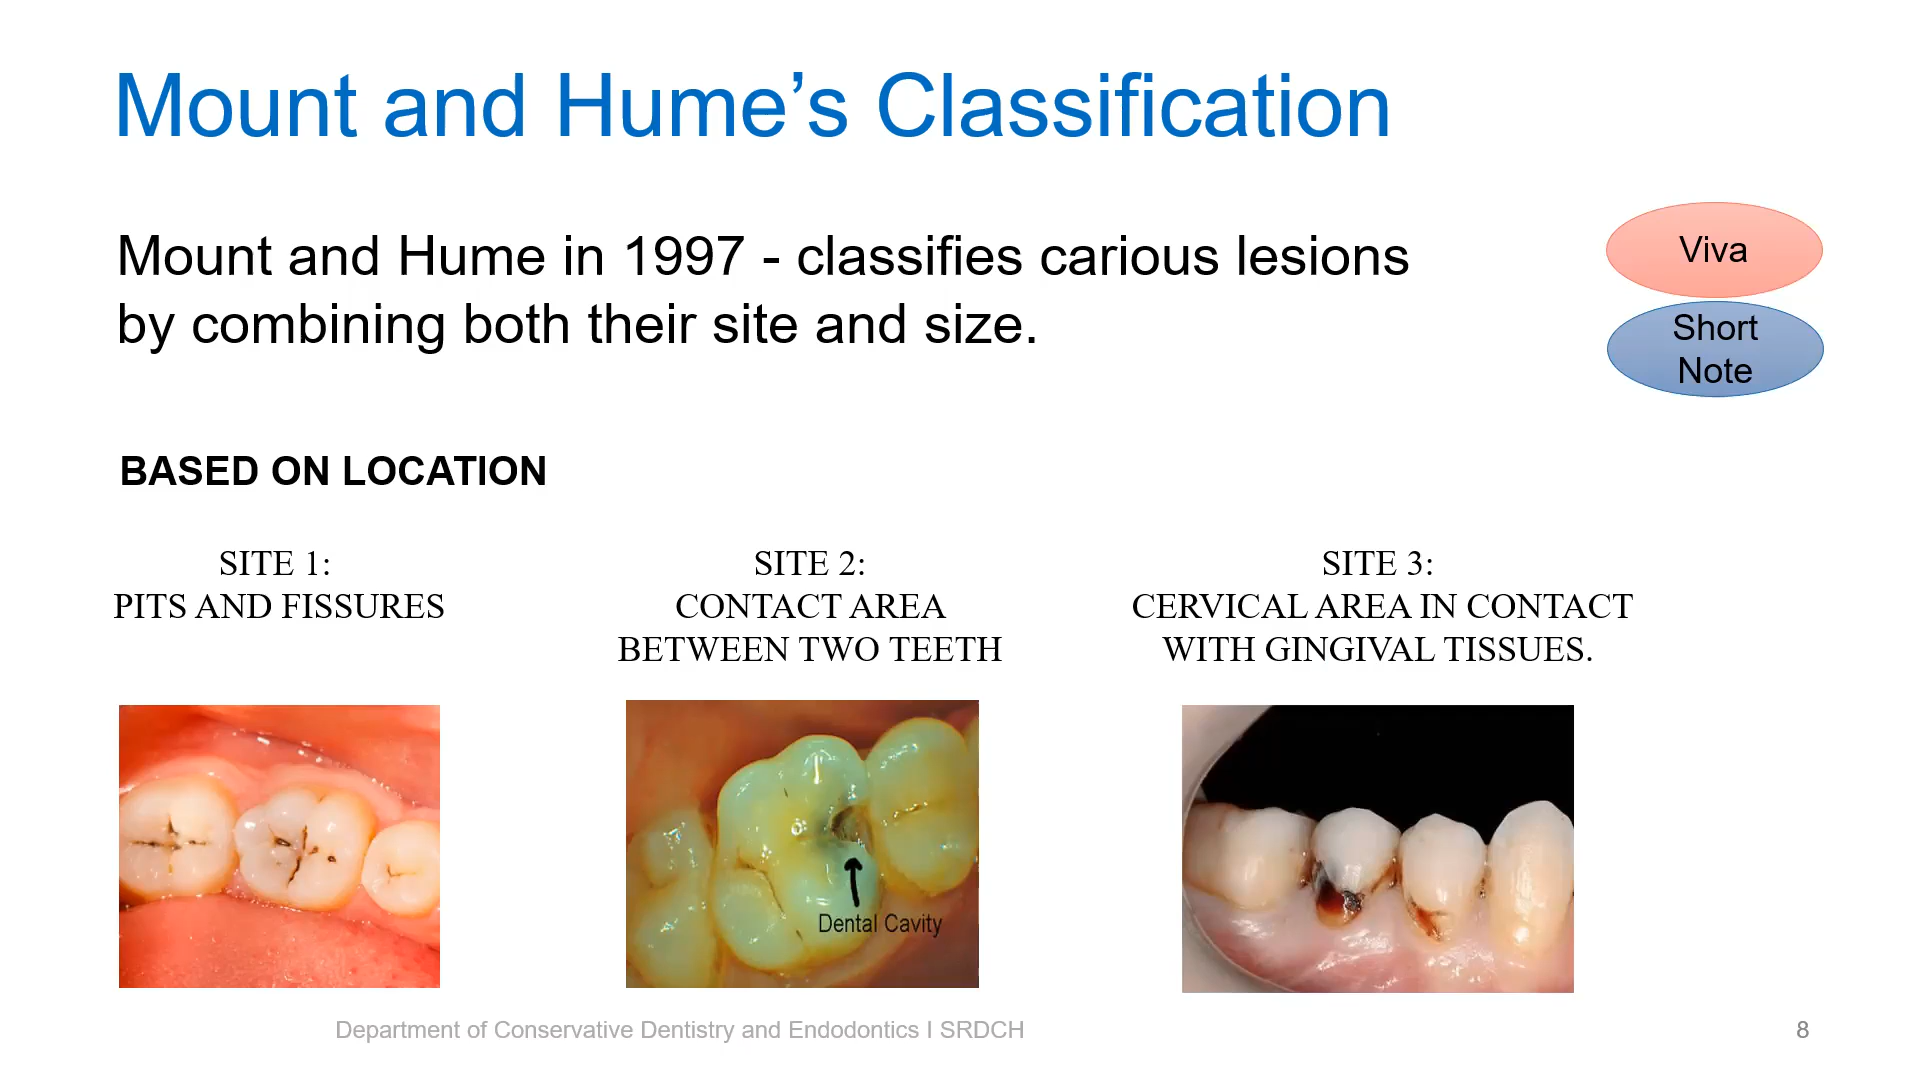 Mount and Hume’s Classification
Mount and Hume in 1997 - classifies carious lesions
by combining both their site and size.
Viva
Short
Note
BASED ON LOCATION
SITE 1:
PITS AND FISSURES
SITE 2:
CONTACT AREA
BETWEEN TWO TEETH
SITE 3:
CERVICAL AREA IN CONTACT
WITH GINGIVAL TISSUES.
Dental Cavity
Department of Conservative Dentistry and Endodontics I SRDCH
8